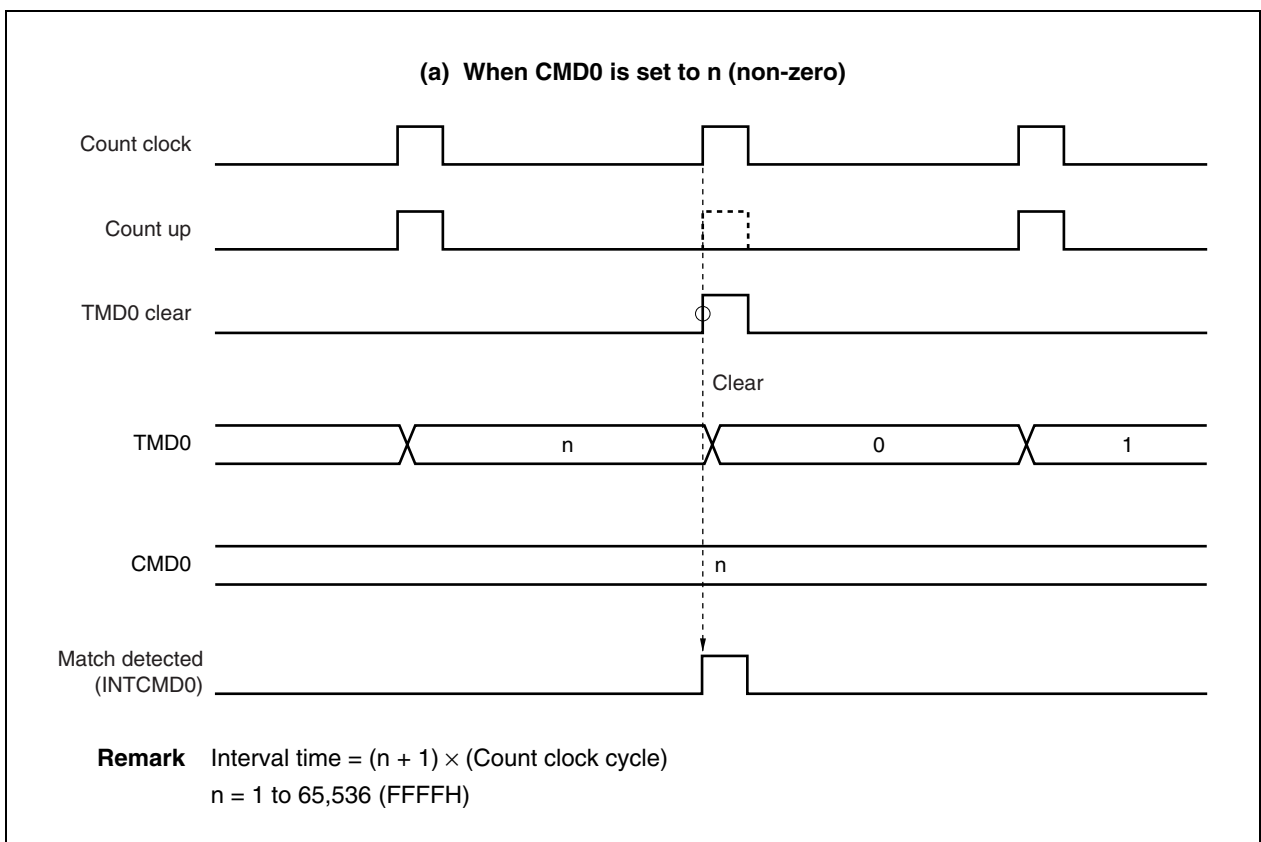 (a) When CMD0 is set to n (non-zero)
Count clock
Count up
TMD0 clear
Clear
TMD0
n
0
1
CMD0
n
Match detected
(INTCMD0)
Remark Interval time = (n + 1) × (Count clock cycle)
n = 1 to 65,536 (FFFFH)